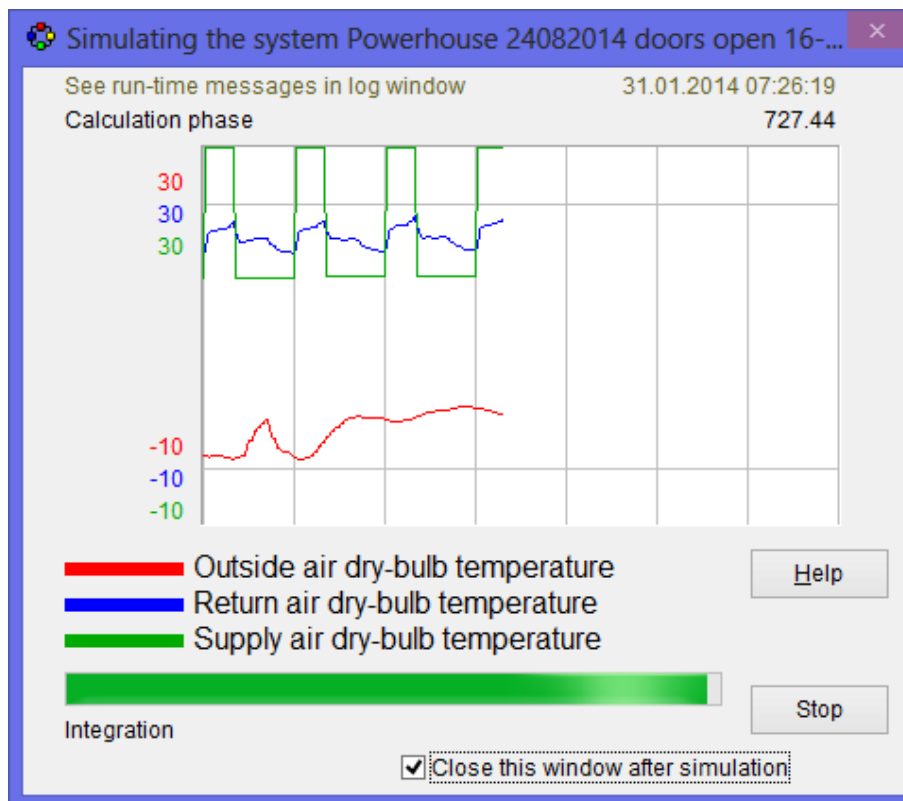 Simulating the system Powerhouse 24082014 doors open 16-...
See run-time messages in log window 31.01.2014 07:26:19
Calculation phase 727.44
30
30
30
-10
-10
-10
Outside air dry-bulb temperature
Help
Return air dry-bulb temperature
Supply air dry-bulb temperature
Stop
Integration
Close this window after simulation